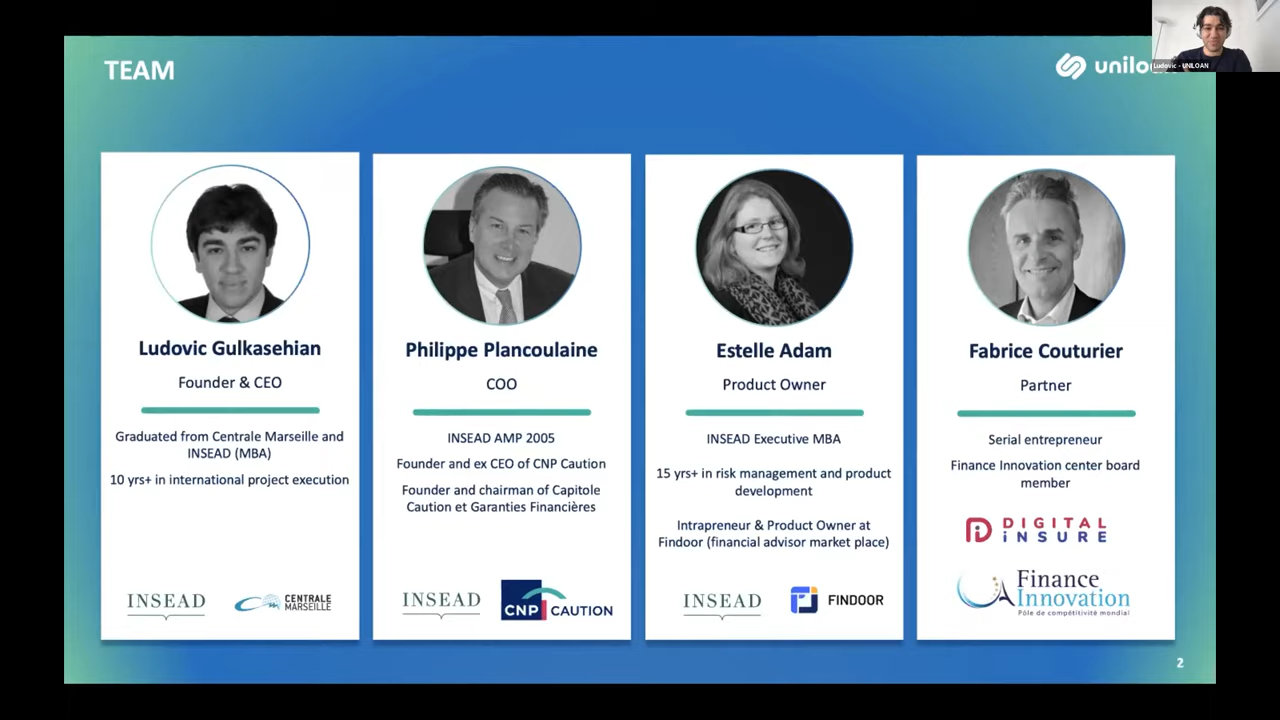 TEAM
unilo
Ludovic - UNILOAN
Ludovic Gulkasehian
Founder & CEO
Graduated from Centrale Marseille and
INSEAD (MBA)
10 yrs+ in international project execution
INSEAD
CENTRALE
MARSEILLE
Philippe Plancoulaine
COO
INSEAD AMP 2005
Founder and ex CEO of CNP Caution
Founder and chairman of Capitole
Caution et Garanties Financières
INSEAD
CNP CAUTION
Estelle Adam
Product Owner
INSEAD Executive MBA
15 yrs+ in risk management and product
development
Intrapreneur & Product Owner at
Findoor (financial advisor market place)
INSEAD
FINDOOR
Fabrice Couturier
Partner
Serial entrepreneur
Finance Innovation center board
member
DIGITAL
iNSURE
Finance
Innovation
Pôle de compétitivité mondial
2